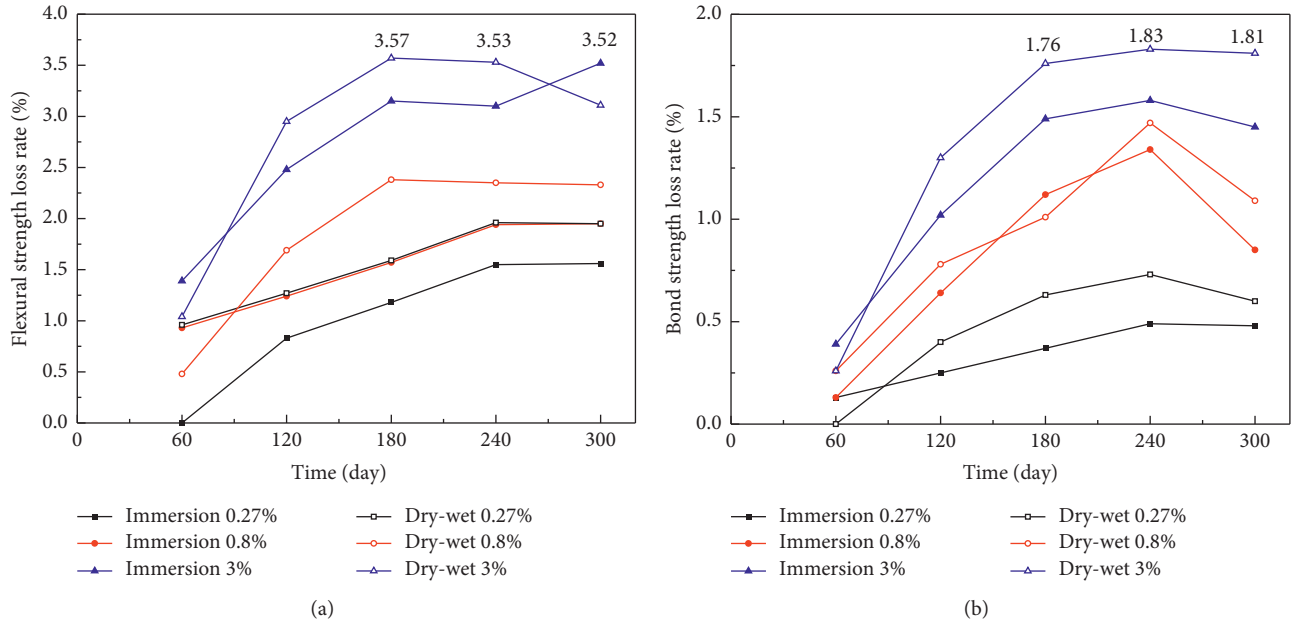 4.0
3.5
3.0
2.5
2.0
1.5
1.0
0.5
0.0
Flexural strength loss rate (%)
3.57
3.53
3.52
0
60
120
180
240
300
Time (day)
Immersion 0.27%
Immersion 0.8%
Immersion 3%
Dry-wet 0.27%
Dry-wet 0.8%
Dry-wet 3%
(a)
2.0
1.5
1.0
0.5
0.0
Bond strength loss rate (%)
1.76
1.83
1.81
0
60
120
180
240
300
Time (day)
Immersion 0.27%
Immersion 0.8%
Immersion 3%
Dry-wet 0.27%
Dry-wet 0.8%
Dry-wet 3%
(b)